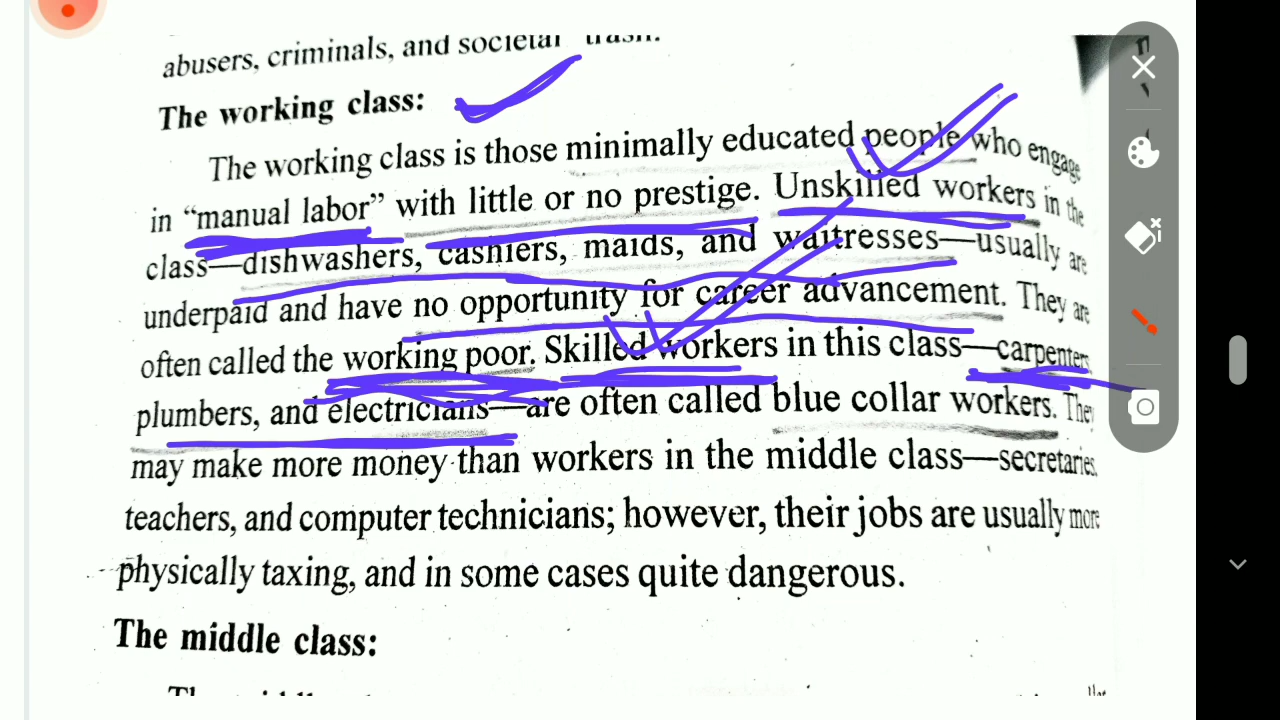 abusers, criminals, and societal "trash."
The working class:
The working class is those minimally educated people who engage
in “manual labor” with little or no prestige. Unskilled workers in the
class—dishwashers, cashiers, maids, and waitresses—usually are
underpaid and have no opportunity for career advancement. They are
often called the working poor. Skilled workers in this class—carpenters,
plumbers, and electricians—are often called blue collar workers. They
may make more money than workers in the middle class—secretaries,
teachers, and computer technicians; however, their jobs are usually more
physically taxing, and in some cases quite dangerous.
The middle class: